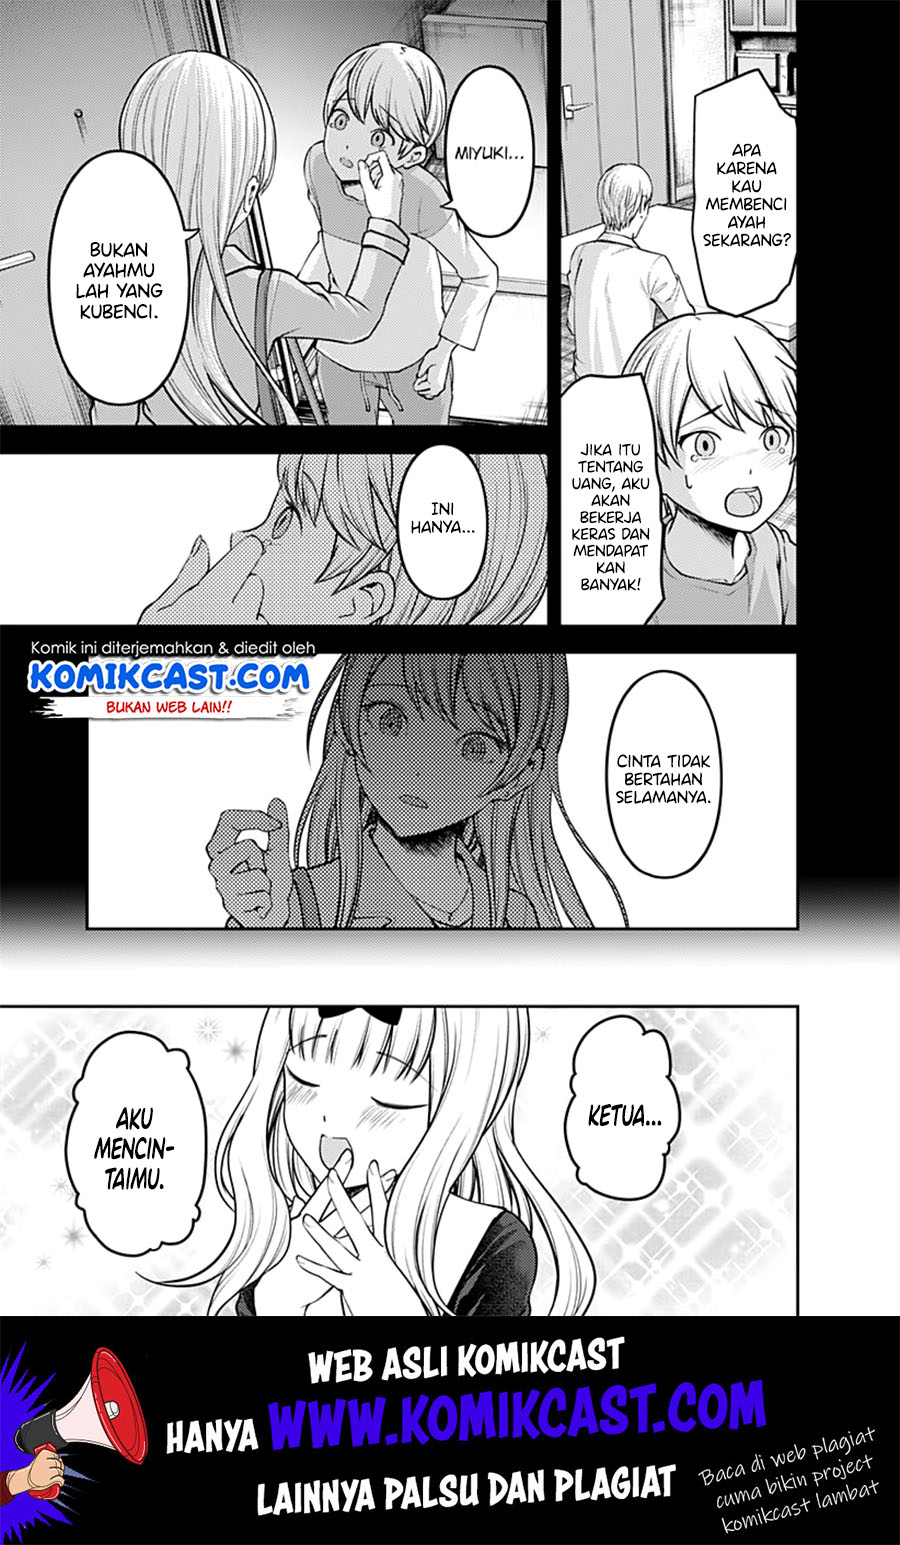 APA
KARENA
KAU
MEMBENCI
AYAH
SEKARANG?
JIKA ITU
TENTANG
UANG, AKU
AKAN
BEKERJA
KERAS DAN
MENDAPAT
KAN
BANYAK!
MIYUKI...
BUKAN
AYAHMU
LAH YANG
KUBENCI.
INI
HANYA...
Komik ini diterjemahkan & diedit oleh
KOMIKCAST.COM
BUKAN WEB LAIN!!
CINTA TIDAK
BERTAHAN
SELAMANYA.
KETUA...
AKU
MENCIN-
TAIMU.
WEB ASLI KOMIKCAST
HANYA WWW.KOMIKCAST.COM
LAINNYA PALSU DAN PLAGIAT
Baca di web plagiat
cuma bikin project
komikcast lambat